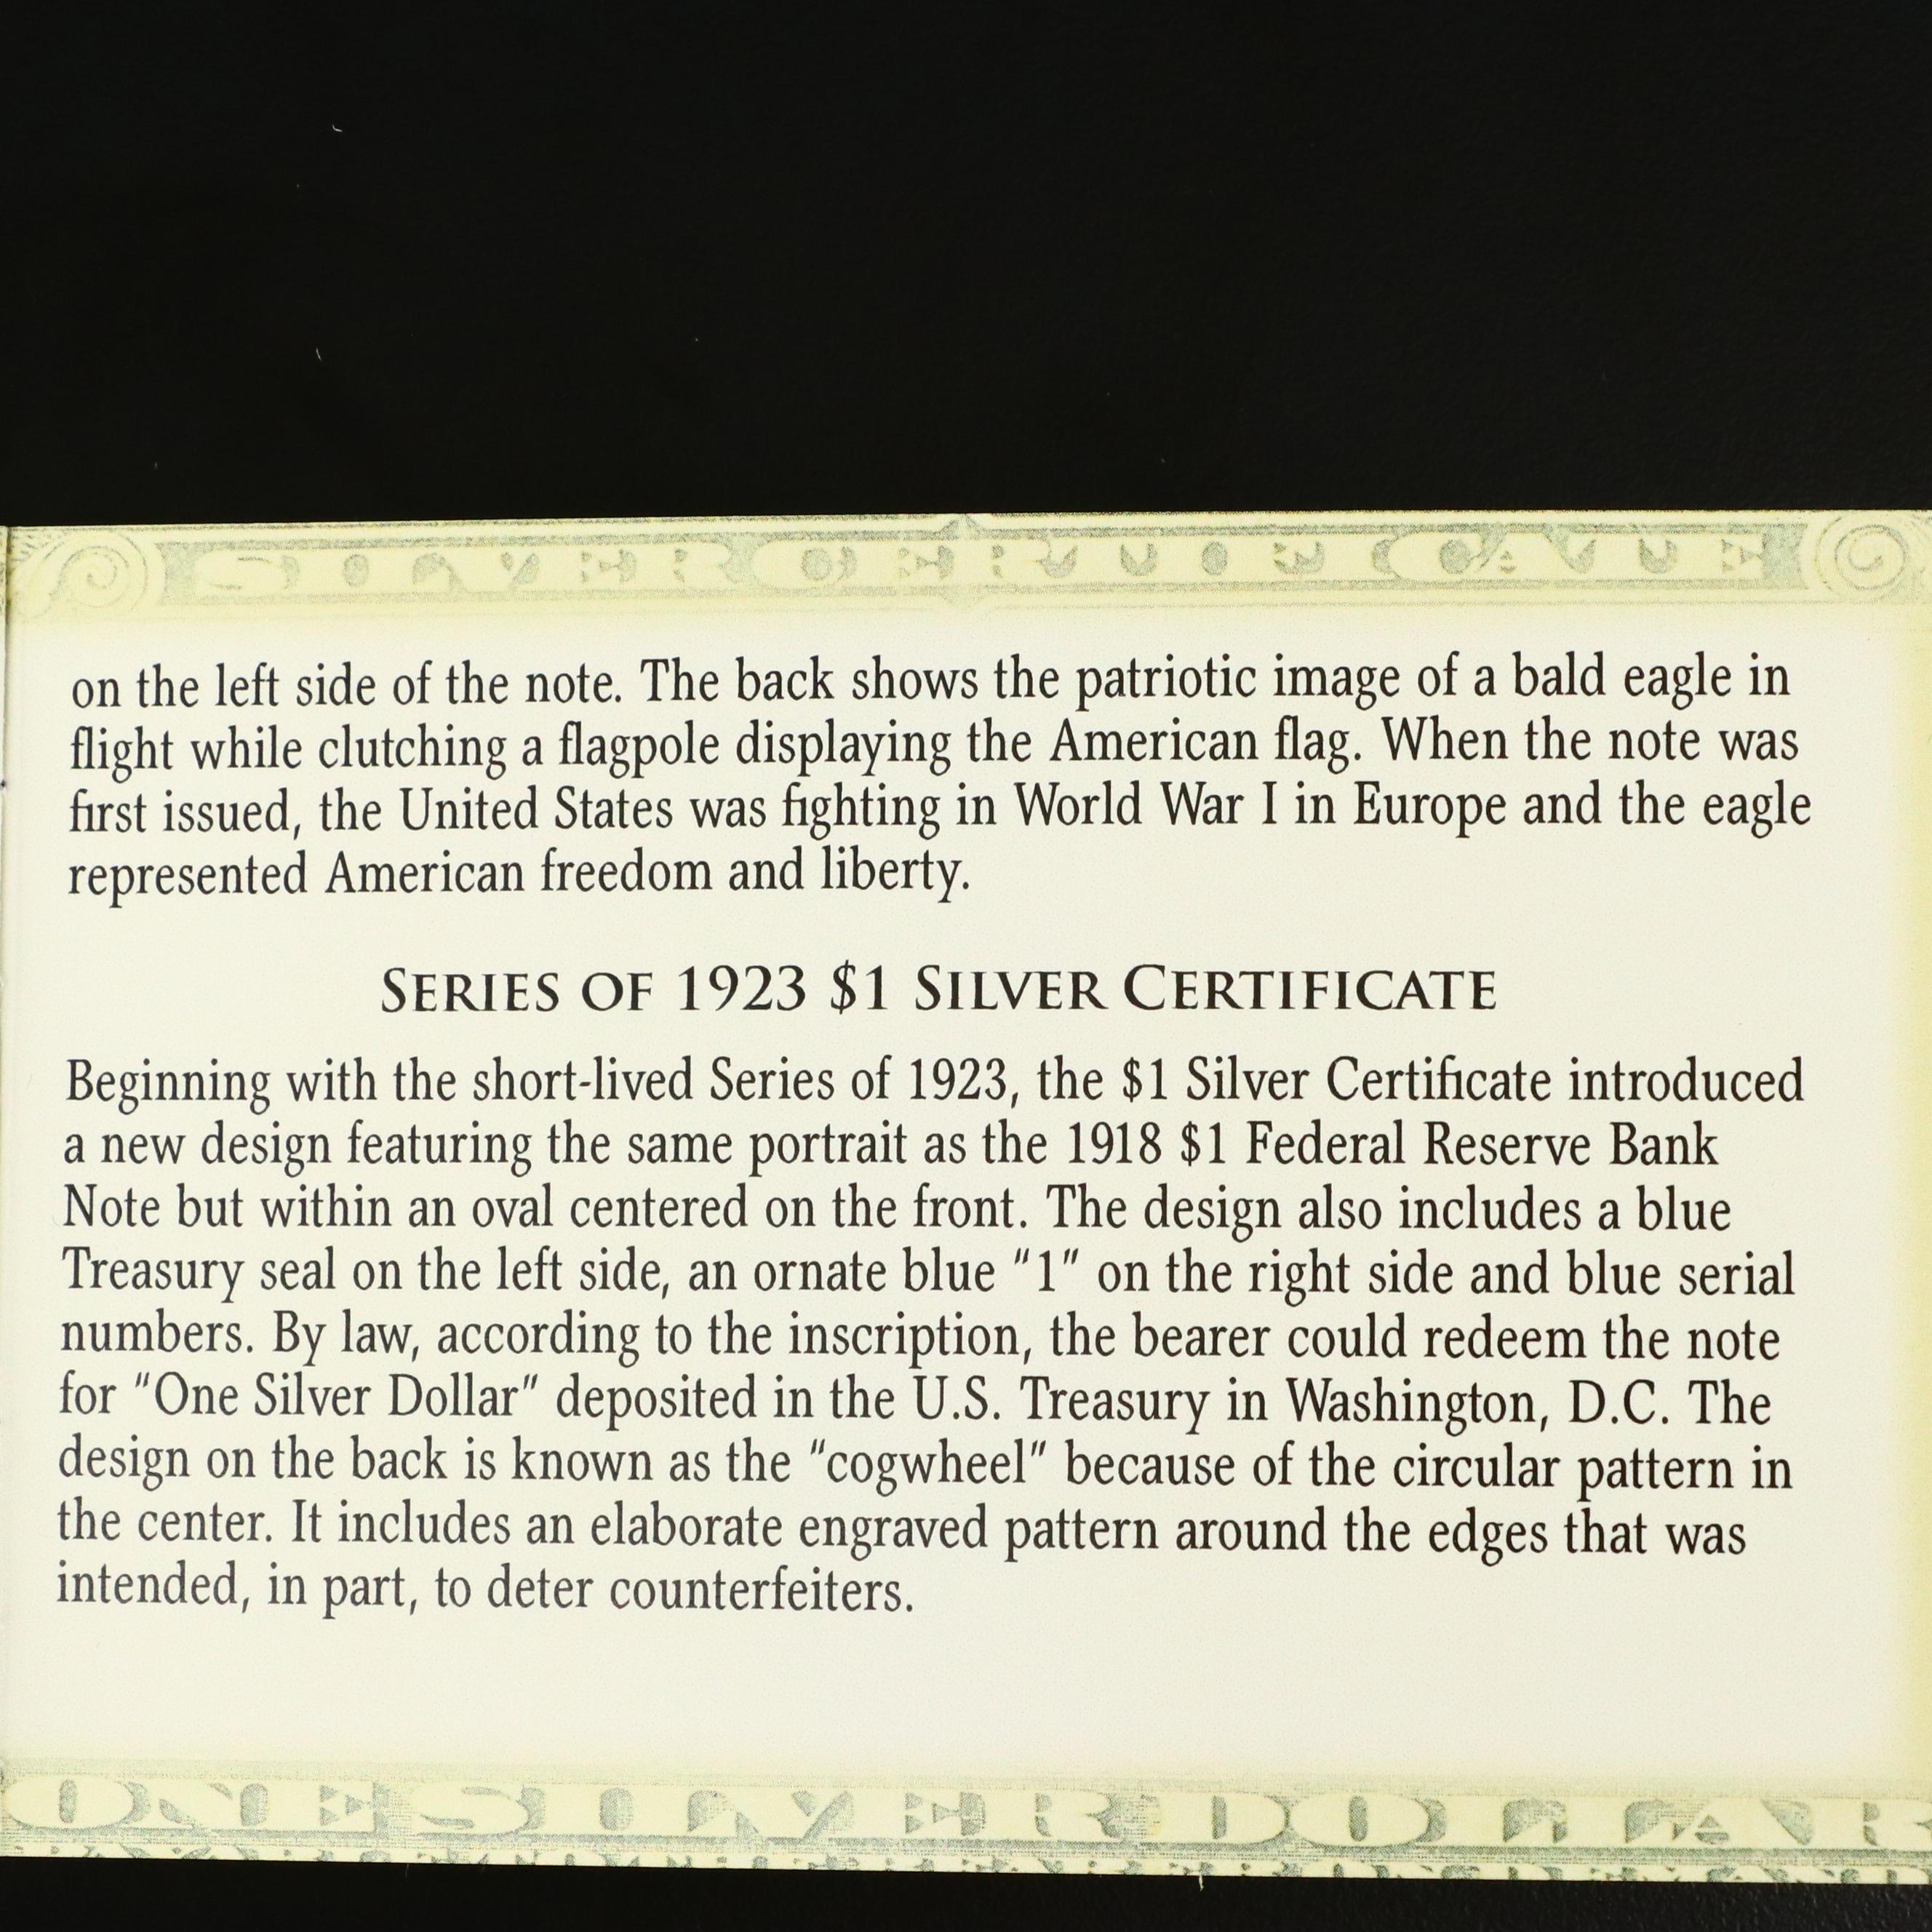 SILVER CERTIFICATE
on the left side of the note. The back shows the patriotic image of a bald eagle in
flight while clutching a flagpole displaying the American flag. When the note was
first issued, the United States was fighting in World War I in Europe and the eagle
represented American freedom and liberty.
SERIES OF 1923 $1 SILVER CERTIFICATE
Beginning with the short-lived Series of 1923, the $1 Silver Certificate introduced
a new design featuring the same portrait as the 1918 $1 Federal Reserve Bank
Note but within an oval centered on the front. The design also includes a blue
Treasury seal on the left side, an ornate blue "1" on the right side and blue serial
numbers. By law, according to the inscription, the bearer could redeem the note
for "One Silver Dollar" deposited in the U.S. Treasury in Washington, D.C. The
design on the back is known as the "cogwheel" because of the circular pattern in
the center. It includes an elaborate engraved pattern around the edges that was
intended, in part, to deter counterfeiters.
ONE SILVER DOLLAR